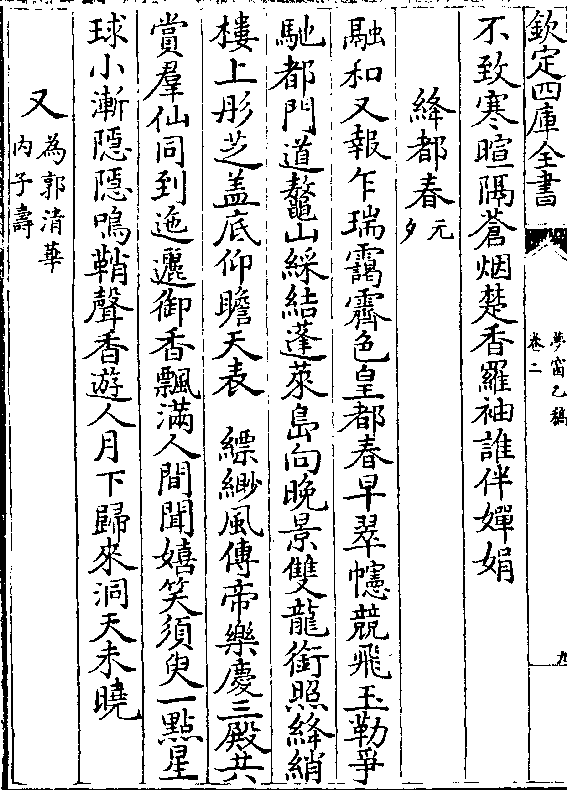 欽定四庫全書
夢窗乙稿
卷二
九
不致寒暄隔蒼烟楚香羅袖誰伴嬋娟
絳都春元夕
融和又報乍瑞靄霽色皇都春早翠幰競飛玉勒爭
馳都門道鼇山綵結蓬萊島向晚景雙龍銜照絳綃
樓上彤芝盖底仰瞻天表 縹緲風傳帝樂慶三殿共
賞羣仙同到迤邐御香飄滿人間聞嬉笑須臾一點星
球小漸隱隱鳴鞘聲香遊人月下歸來洞天未曉
又為郭清華內子壽